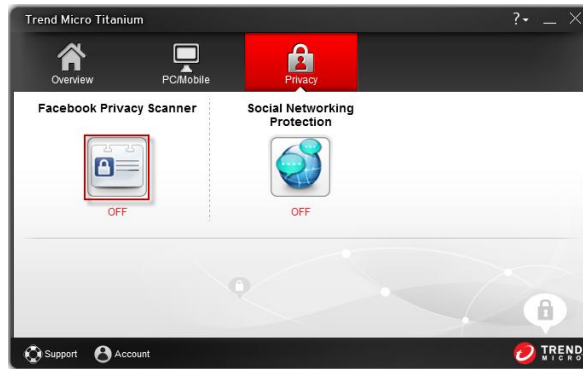 Trend Micro Titanium
?
Overview
PC/Mobile
Privacy
Facebook Privacy Scanner
Social Networking
Protection
OFF
OFF
Support
Account
TREND
MICRO